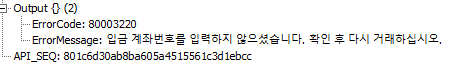 Output {} (2)
ErrorCode: 80003220
ErrorMessage: 입금 계좌번호를 입력하지 않으셨습니다. 확인 후 다시 거래하십시오.
API_SEQ: 801c6d30ab8ba605a4515561c3d1ebcc